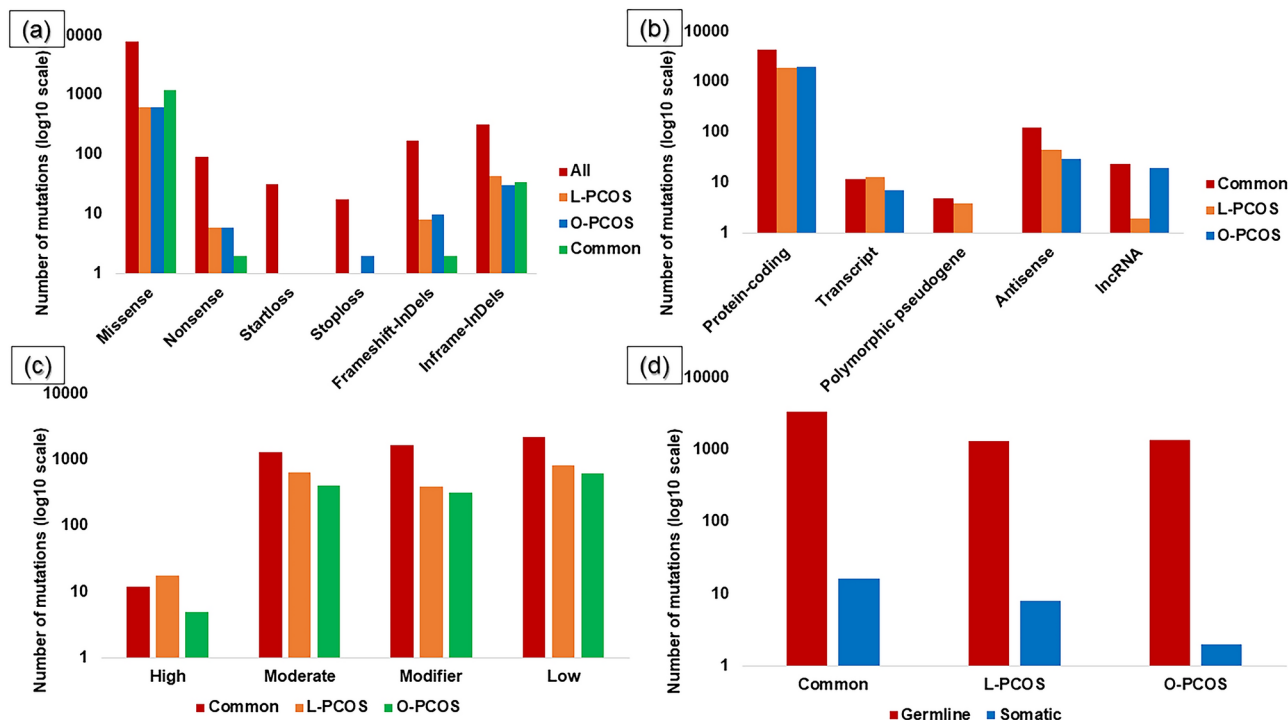 (a)
Number of mutations (log10 scale)
10000
1000
100
10
1
Missense
Nonsense
Startloss
Stoploss
Frameshift-InDels
Inframe-InDels
All
L-PCOS
O-PCOS
Common
(b)
Number of mutations (log10 scale)
10000
1000
100
10
1
Protein-coding
Transcript
Polymorphic pseudogene
Antisense
lncRNA
Common
L-PCOS
O-PCOS
(c)
Number of mutations (log10 scale)
10000
1000
100
10
1
High Moderate Modifier Low
Common L-PCOS O-PCOS
(d)
Number of mutations (log10 scale)
10000
1000
100
10
1
Common L-PCOS O-PCOS
Germline Somatic